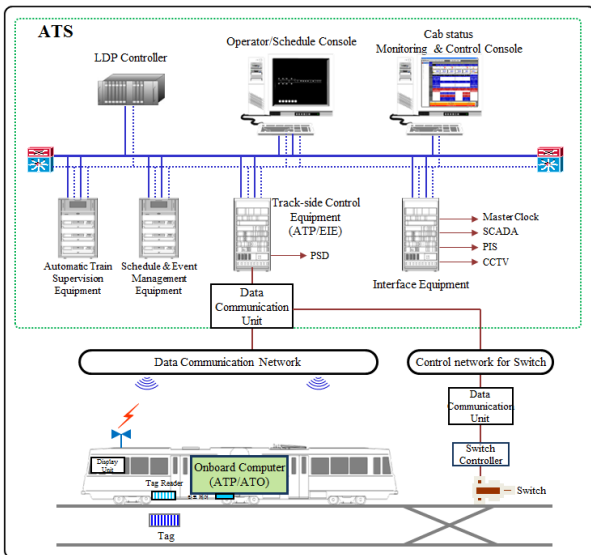 ATS
LDP Controller
Operator/Schedule Console
Cab status
Monitoring & Control Console
Track-side Control
Equipment
(ATP/EIE)
PSD
MasterClock
SCADA
PIS
CCTV
Automatic Train
Supervision
Equipment
Schedule & Event
Management
Equipment
Interface Equipment
Data
Communication
Unit
Data Communication Network
Control network for Switch
Data
Communication
Unit
Switch
Controller
Switch
Display
Unit
Tag Reader
Onboard Computer
(ATP/ATO)
Tag